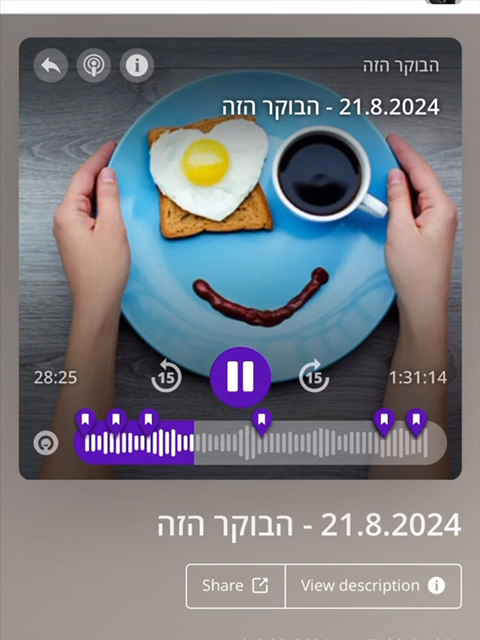 הבוקר הזה
21.8.2024 - הבוקר הזה
28:25
15
15
1:31:14
21.8.2024 - הבוקר הזה
Share
View description